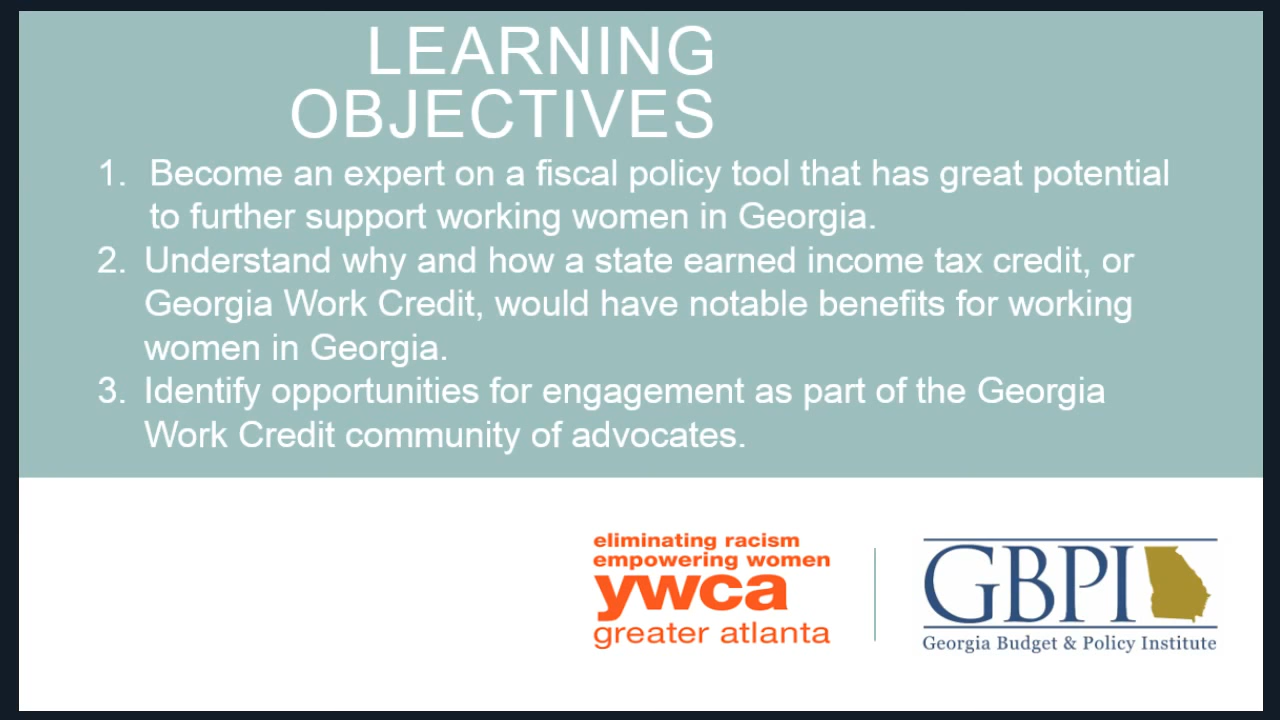 LEARNING
OBJECTIVES
1. Become an expert on a fiscal policy tool that has great potential
to further support working women in Georgia.
2. Understand why and how a state earned income tax credit, or
Georgia Work Credit, would have notable benefits for working
women in Georgia.
3. Identify opportunities for engagement as part of the Georgia
Work Credit community of advocates.
eliminating racism
empowering women
ywca
greater atlanta
GBPI
Georgia Budget & Policy Institute